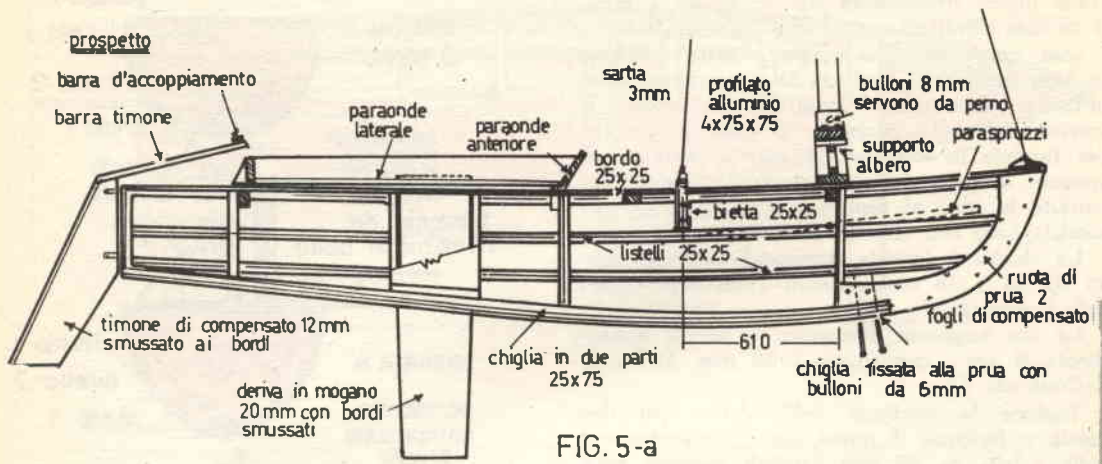 prospetto
barra d'accoppiamento
barra timone
paraonde
laterale
paraonde
anteriore
bordo
25x25
sartia
3mm
profilato
alluminio
4x75x75
bulloni 8mm
servono da perno
paraspruzzi
supporto
albero
bietta 25x25
listelli 25x25
ruota di
prua 2
fogli di compensato
610
timone di compensato 12mm
smussato ai bordi
chiglia in due parti
25x75
chiglia fissata alla prua con
bulloni da 6mm
deriva in mogano
20mm con bordi
smussati
FIG. 5-a